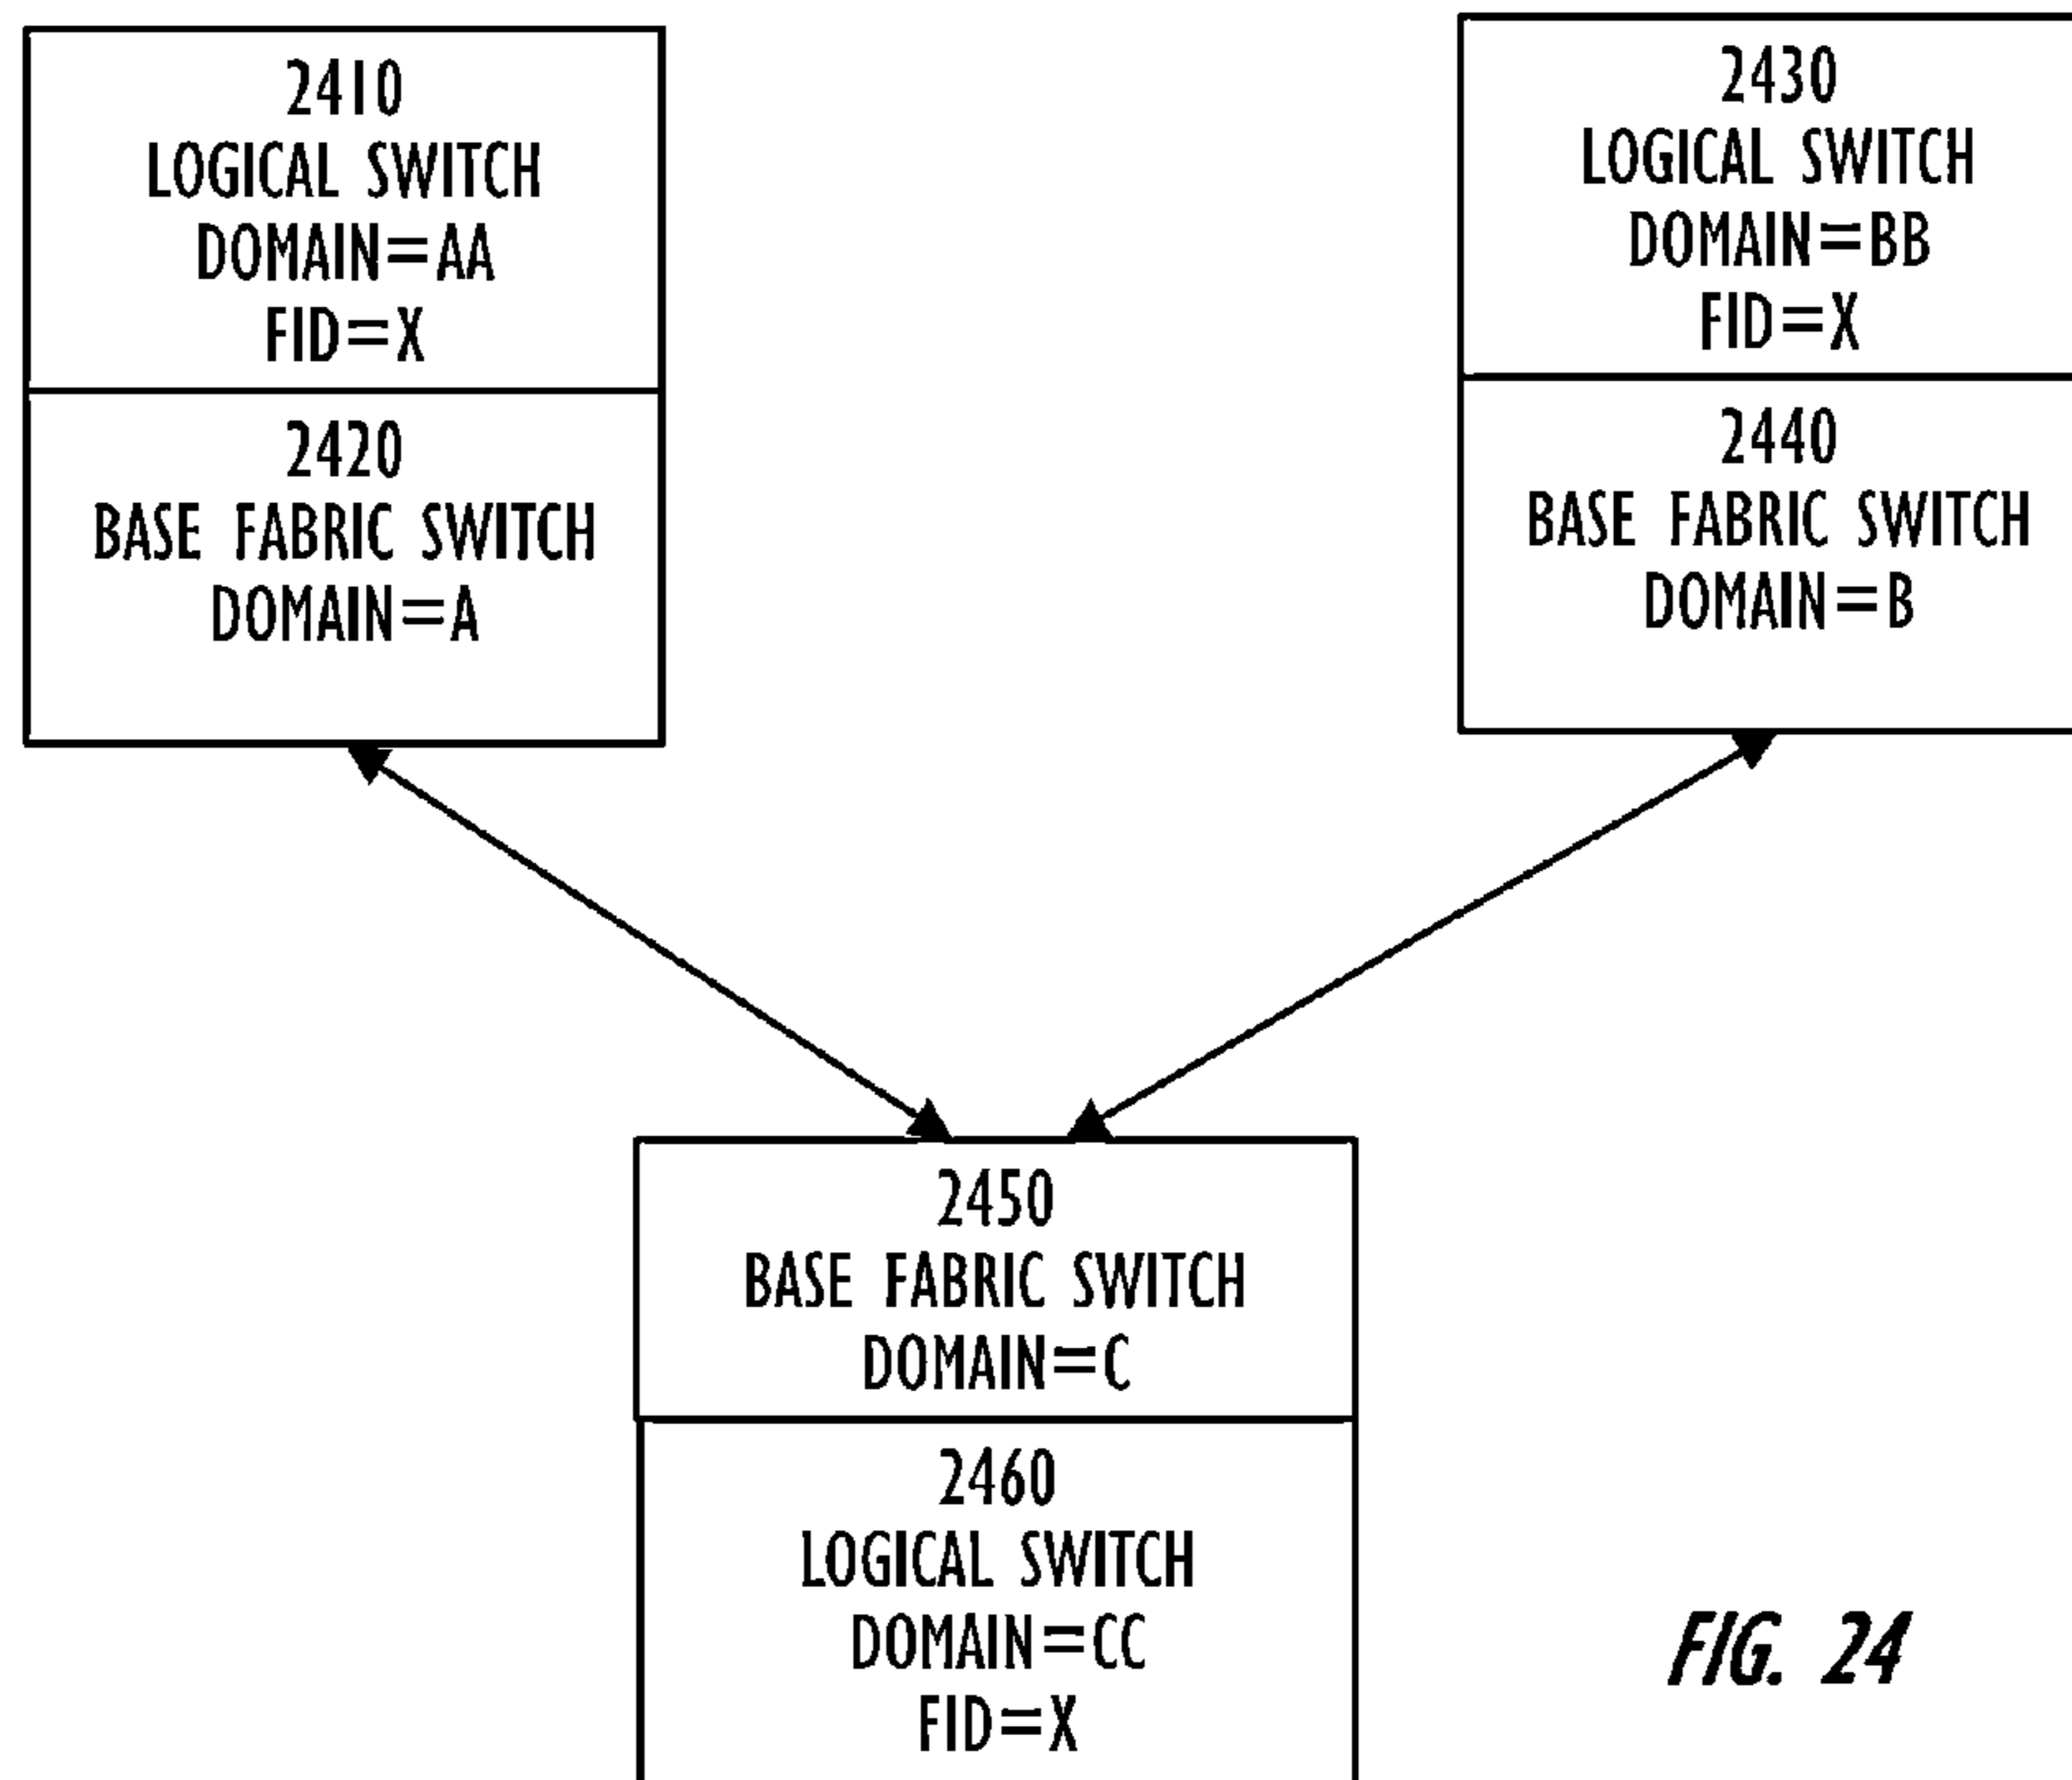 2410
LOGICAL SWITCH
DOMAIN=AA
FID=X
2420
BASE FABRIC SWITCH
DOMAIN=A
2430
LOGICAL SWITCH
DOMAIN=BB
FID=X
2440
BASE FABRIC SWITCH
DOMAIN=B
2450
BASE FABRIC SWITCH
DOMAIN=C
2460
LOGICAL SWITCH
DOMAIN=CC
FID=X
FIG. 24